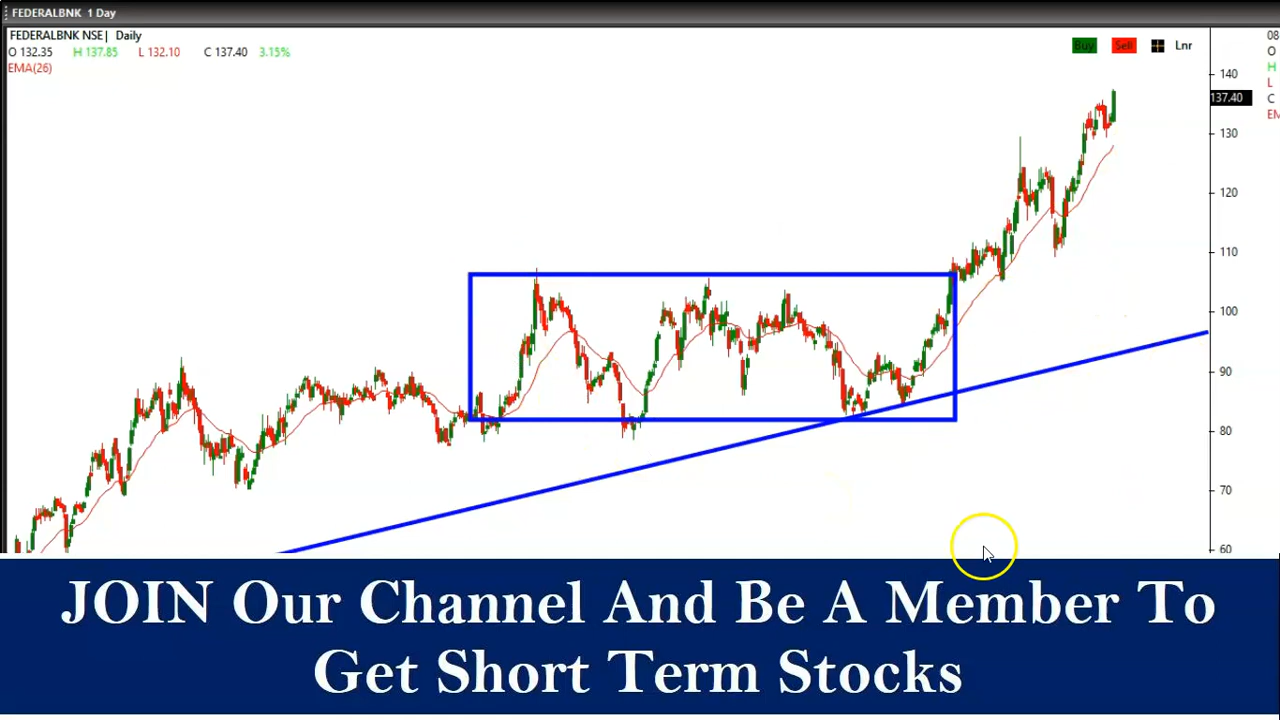 FEDERALBNK 1 Day
FEDERALBNK NSE| Daily
O 132.35 H 137.85 L 132.10 C 137.40 3.15%
EMA(26)
Buy Sell Lnr
08
O
H
L
C
EM
140
137.40
130
120
110
100
90
80
70
60
JOIN Our Channel And Be A Member To
Get Short Term Stocks